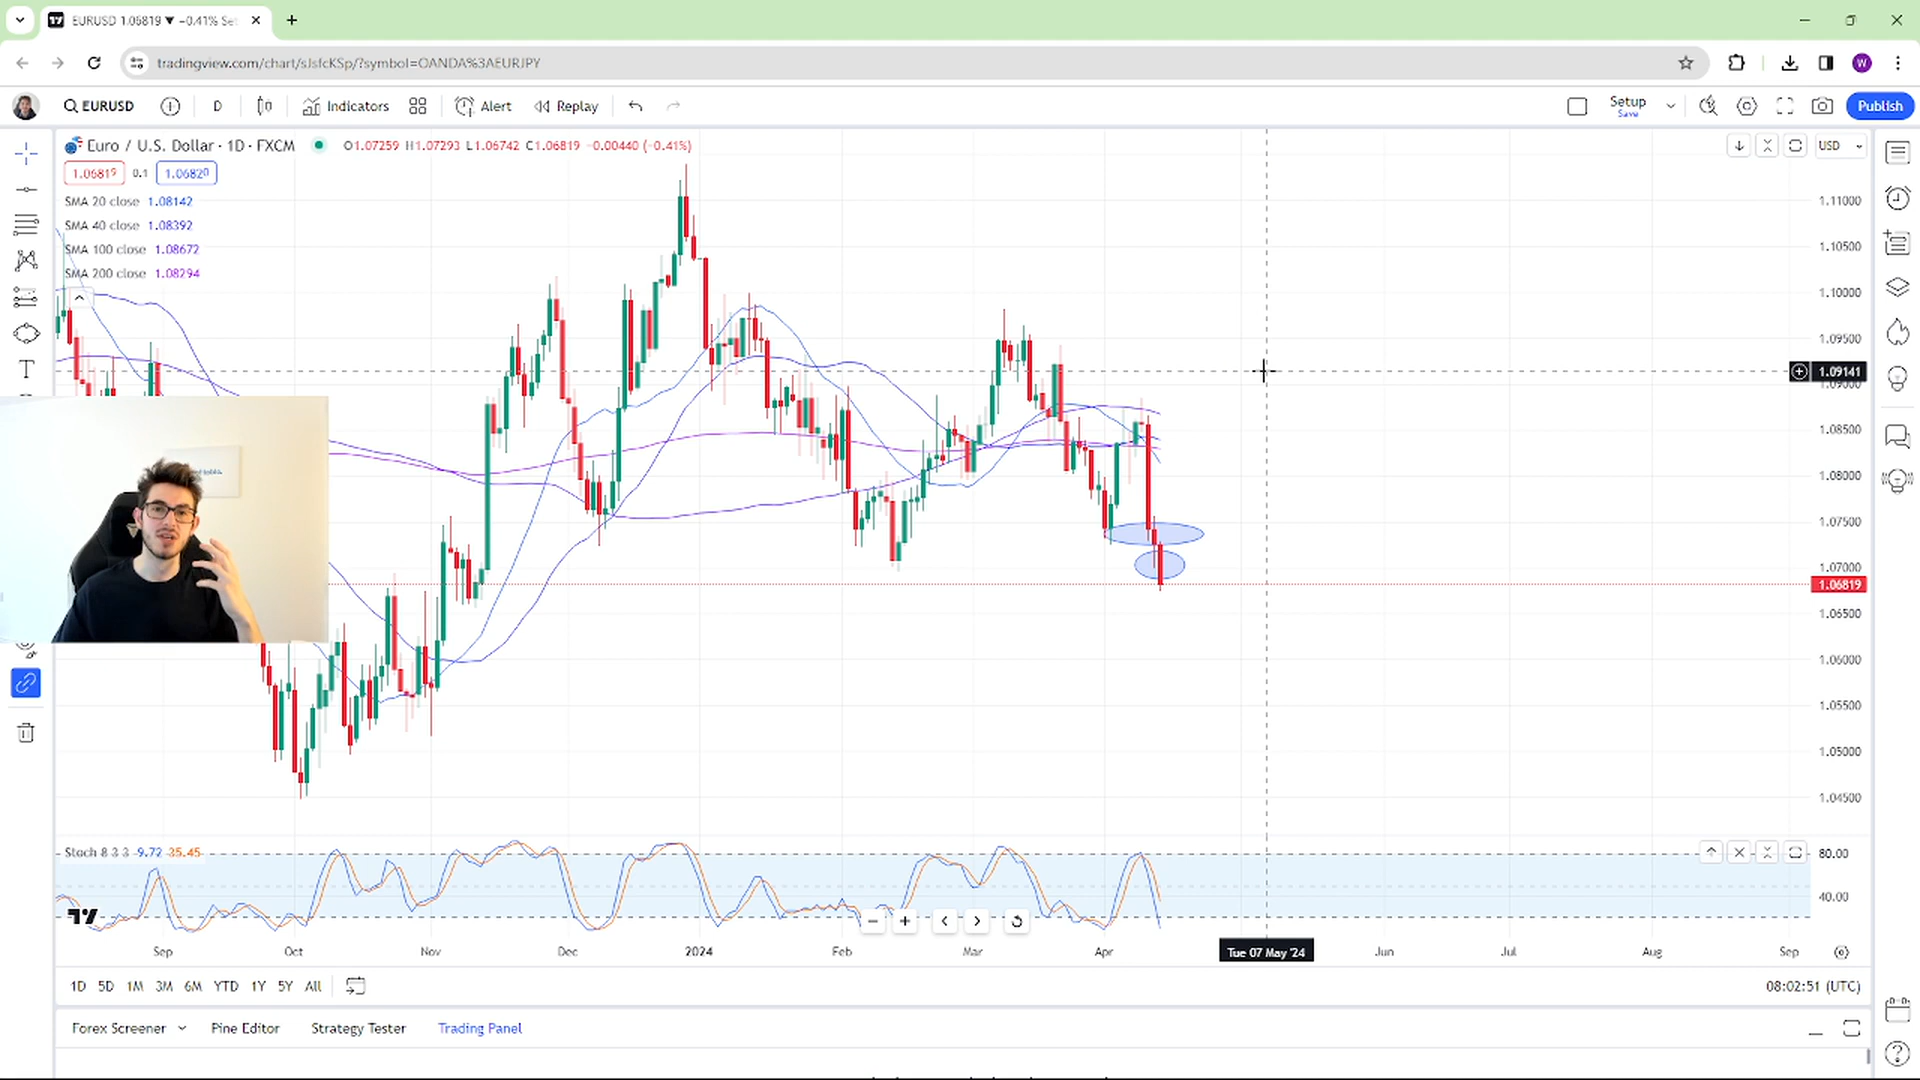 EURUSD 1.06819 ▼ −0.41% Se
tradingview.com/chart/sJsfcKSp/?symbol=OANDA%3AEURJPY
W
EURUSD
D
Indicators
Alert
Replay
Setup
Save
Publish
Euro / U.S. Dollar · 1D · FXCM
O1.07259 H1.07293 L1.06742 C1.06819 −0.00440 (−0.41%)
USD
1.06819
0.1
1.06820
SMA 20 close 1.08142
SMA 40 close 1.08392
SMA 100 close 1.08672
SMA 200 close 1.08294
1.11000
1.10500
1.10000
1.09500
1.09141
1.09000
1.08500
1.08000
1.07500
1.07000
1.06819
1.06500
1.06000
1.05500
1.05000
1.04500
Stoch 8 3 3 9.72 35.45
80.00
40.00
Sep Oct Nov Dec 2024 Feb Mar Apr Tue 07 May '24 Jun Jul Aug Sep
1D 5D 1M 3M 6M YTD 1Y 5Y All
08:02:51 (UTC)
Forex Screener Pine Editor Strategy Tester Trading Panel